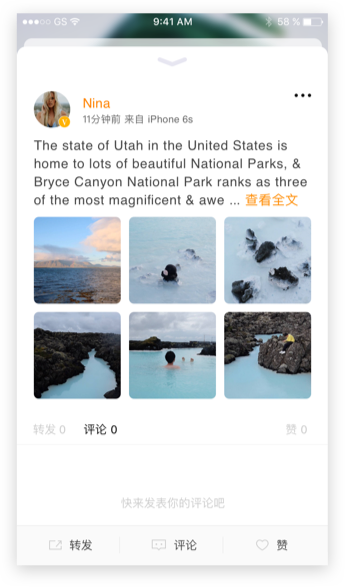 GS 9:41 AM 58 %
Nina
11分钟前 来自 iPhone 6s
The state of Utah in the United States is
home to lots of beautiful National Parks, &
Bryce Canyon National Park ranks as three
of the most magnificent & awe ... 查看全文
转发 0 评论 0 赞 0
快来发表你的评论吧
转发 评论 赞